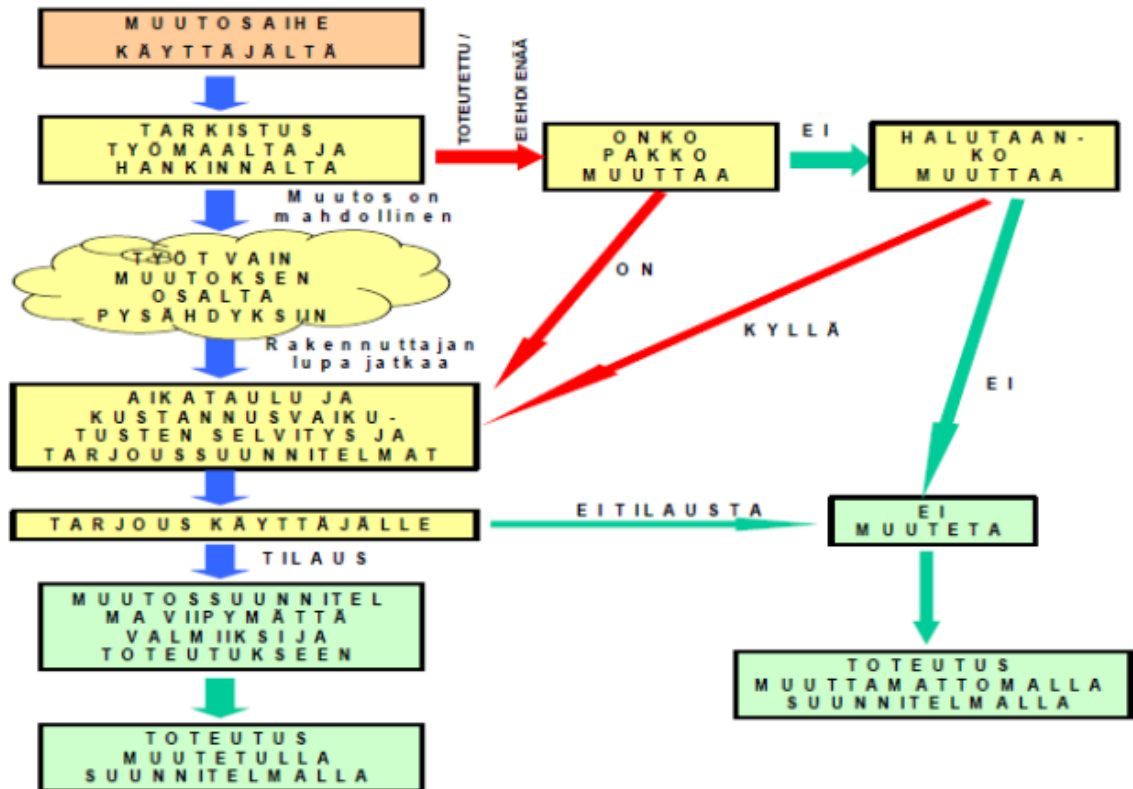 MUUTOSAIHE
KÄYTTÄJÄLTÄ
TARKISTUS
TYÖMAALTA JA
HANKINNALTA
TOTEUTETTU /
EI EHDI ENÄÄ
ONKO
PAKKO
MUUTTAA
EI
HALUTAAN-
KO
MUUTTAA
Muutos on
mahdollinen
TYÖT VAIN
MUUTOKSEN
OSALTA
PYSÄHDYKSIIN
ON
KYLLÄ
EI
Rakennuttajan
lupa jatkaa
AIKATAULU JA
KUSTANNUSVAIKU-
TUSTEN SELVITYS JA
TARJOUSSUUNNITELMAT
TARJOUS KÄYTTÄJÄLLE
EI TILAUSTA
EI
MUUTETA
TILAUS
MUUTOSSUUNNITEL
MA VIIPYMÄTTÄ
VALMIIKSI JA
TOTEUTUKSEEN
TOTEUTUS
MUUTTAMATTOMALLA
SUUNNITELMALLA
TOTEUTUS
MUUTETULLA
SUUNNITELMALLA